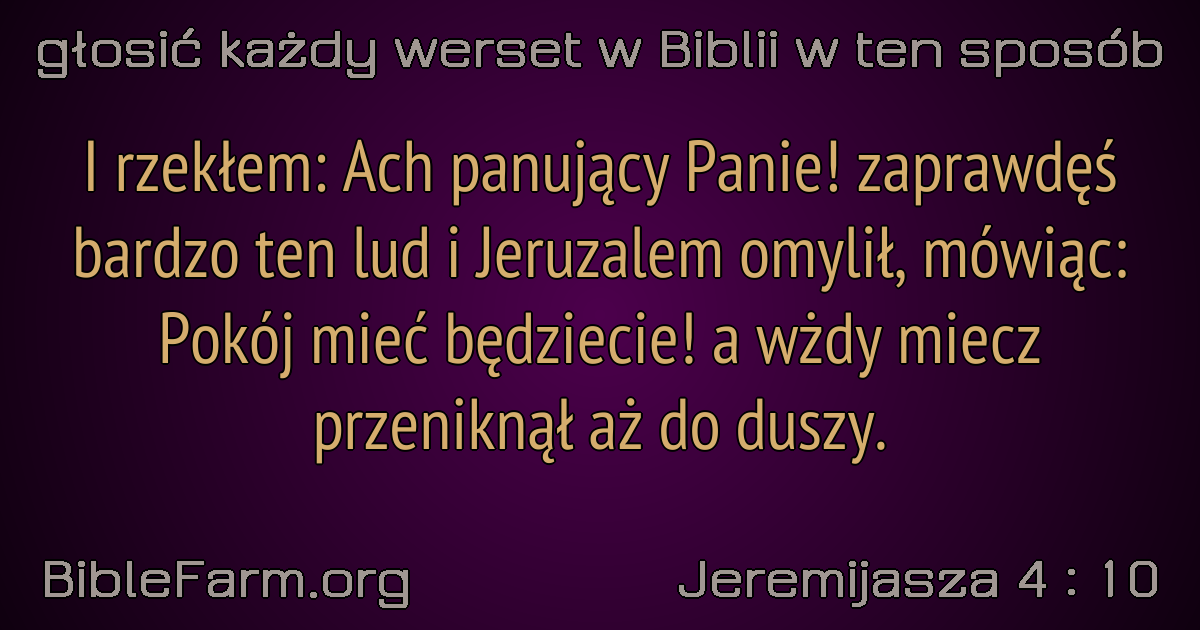 głosić każdy werset w Biblii w ten sposób
I rzekłem: Ach panujący Panie! zaprawdęś
bardzo ten lud i Jeruzalem omylił, mówiąc:
Pokój mieć będziecie! a wżdy miecz
przeniknął aż do duszy.
BibleFarm.org
Jeremijasza 4 : 10